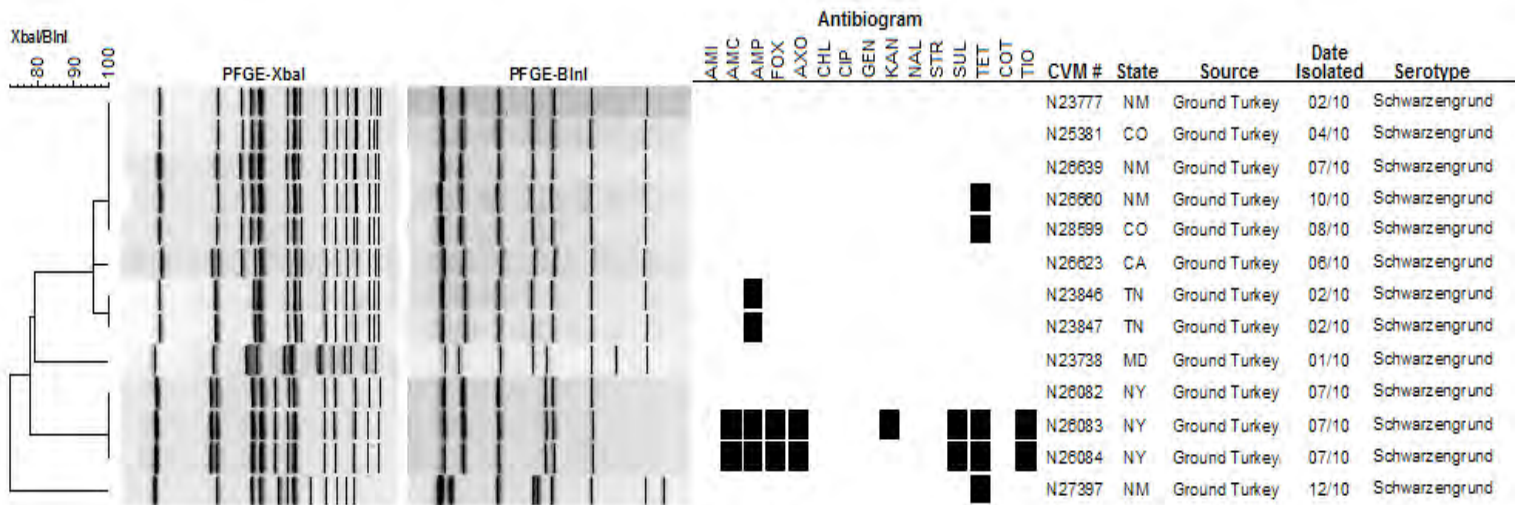 Antibiogram
XbaI/BlnI
80 90 100
PFGE-XbaI PFGE-BlnI
AMI AMC AMP FOX AXO CHL CIP GEN KAN NAL STR SUL TET COT TIO
CVM # State Source Date Isolated Serotype
N23777 NM Ground Turkey 02/10 Schwarzengrund
N25381 CO Ground Turkey 04/10 Schwarzengrund
N26639 NM Ground Turkey 07/10 Schwarzengrund
N26660 NM Ground Turkey 10/10 Schwarzengrund
N28599 CO Ground Turkey 08/10 Schwarzengrund
N26623 CA Ground Turkey 06/10 Schwarzengrund
N23846 TN Ground Turkey 02/10 Schwarzengrund
N23847 TN Ground Turkey 02/10 Schwarzengrund
N23738 MD Ground Turkey 01/10 Schwarzengrund
N26082 NY Ground Turkey 07/10 Schwarzengrund
N26083 NY Ground Turkey 07/10 Schwarzengrund
N26084 NY Ground Turkey 07/10 Schwarzengrund
N27397 NM Ground Turkey 12/10 Schwarzengrund